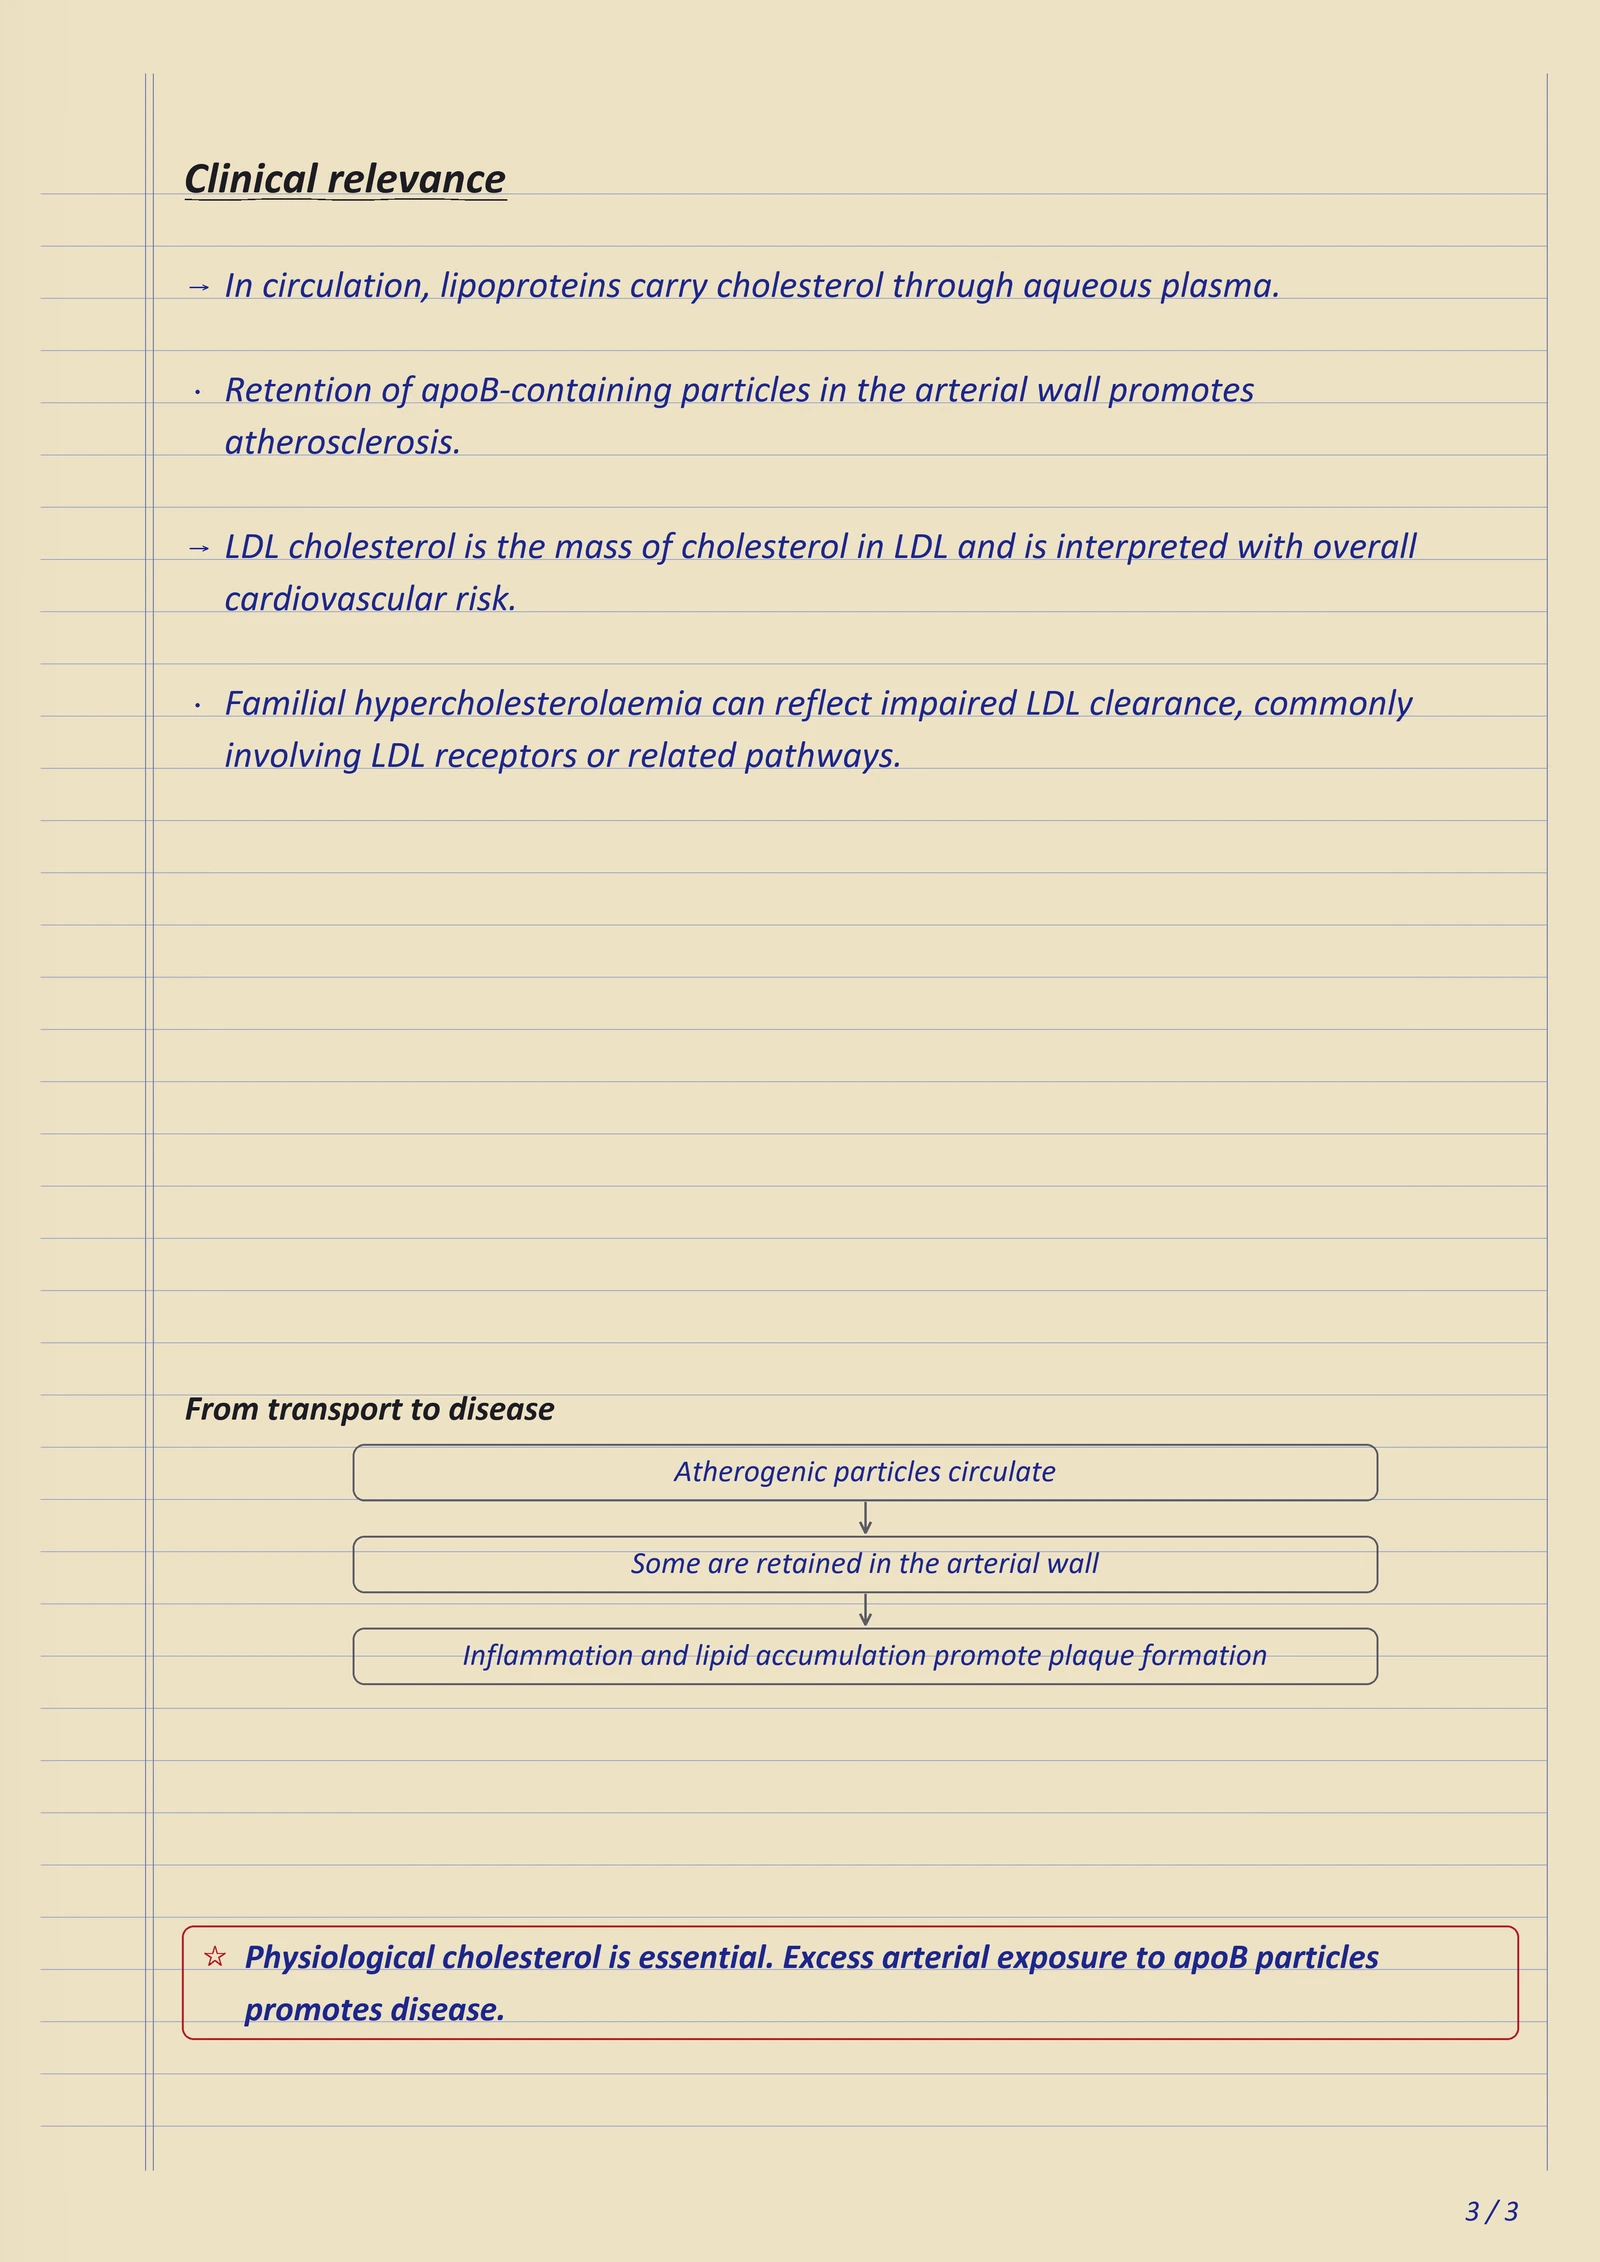 Clinical relevance
→ In circulation, lipoproteins carry cholesterol through aqueous plasma.
· Retention of apoB-containing particles in the arterial wall promotes
atherosclerosis.
→ LDL cholesterol is the mass of cholesterol in LDL and is interpreted with overall
cardiovascular risk.
· Familial hypercholesterolaemia can reflect impaired LDL clearance, commonly
involving LDL receptors or related pathways.
From transport to disease
Atherogenic particles circulate
Some are retained in the arterial wall
Inflammation and lipid accumulation promote plaque formation
☆ Physiological cholesterol is essential. Excess arterial exposure to apoB particles
promotes disease.
3 / 3